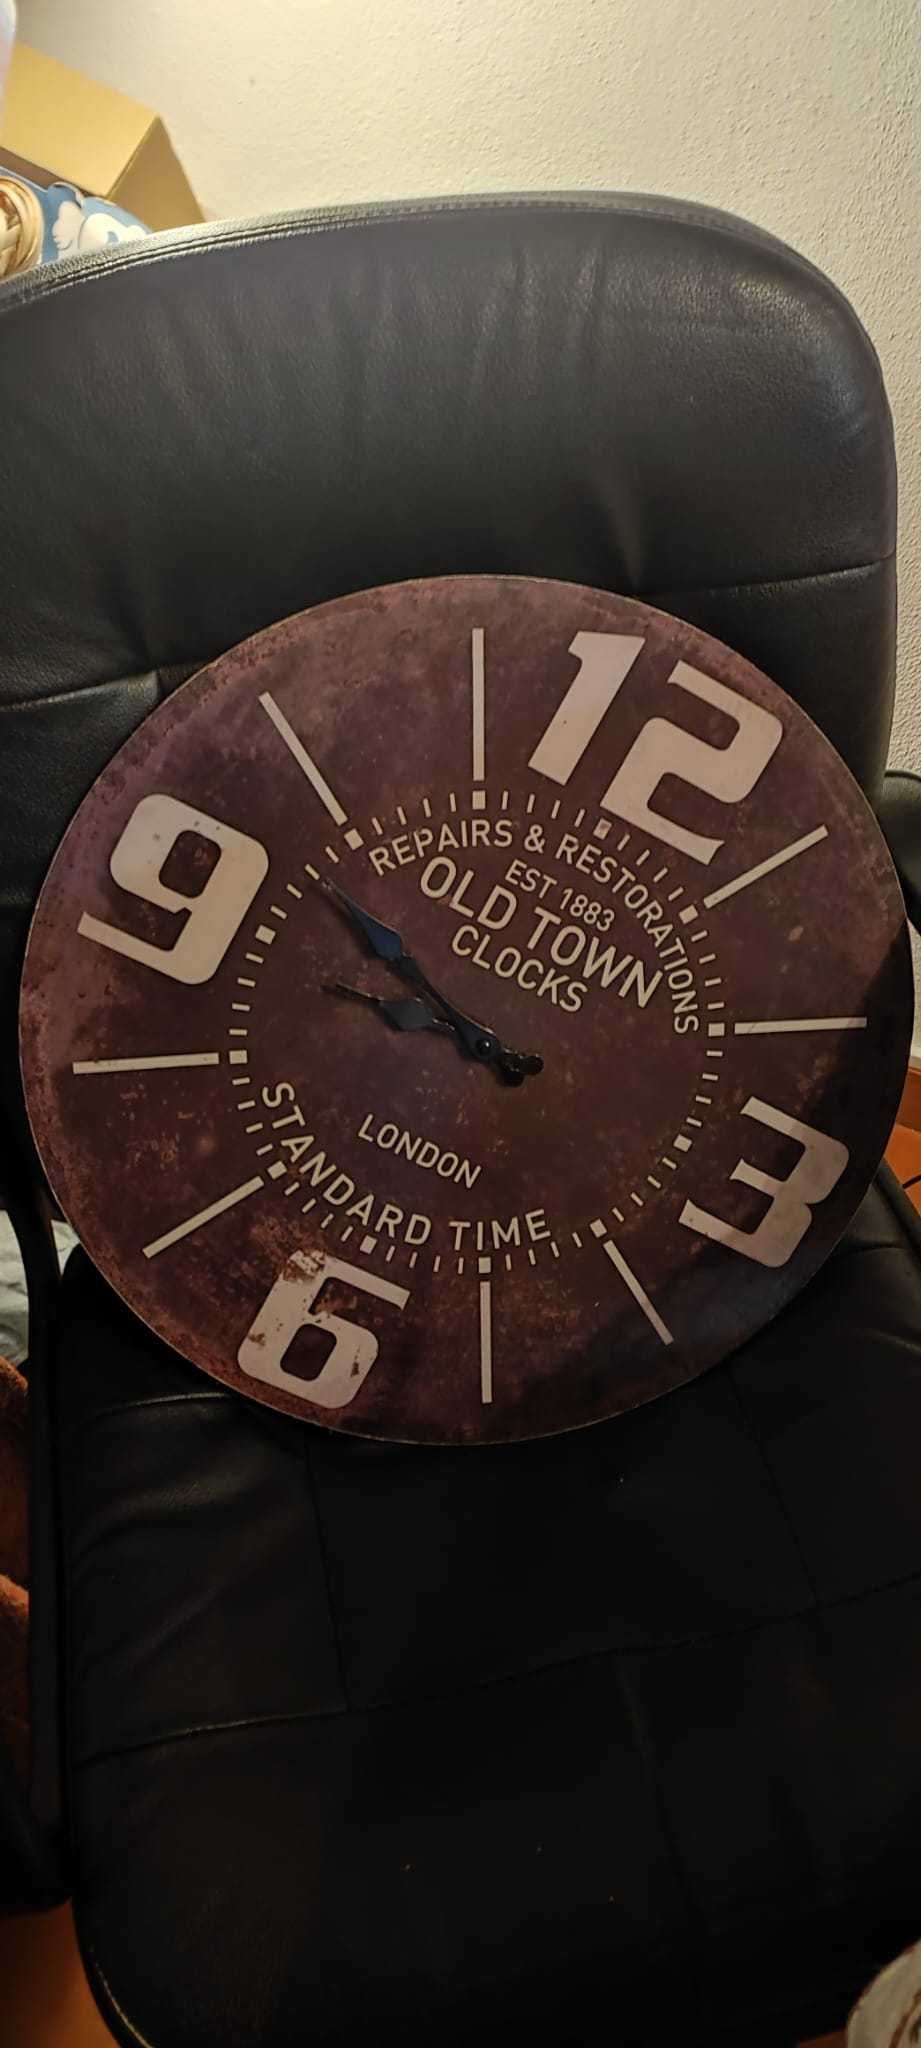 12
REPAIRS & RESTORATIONS
EST 1883
OLD TOWN
CLOCKS
9
3
LONDON
STANDARD TIME
6